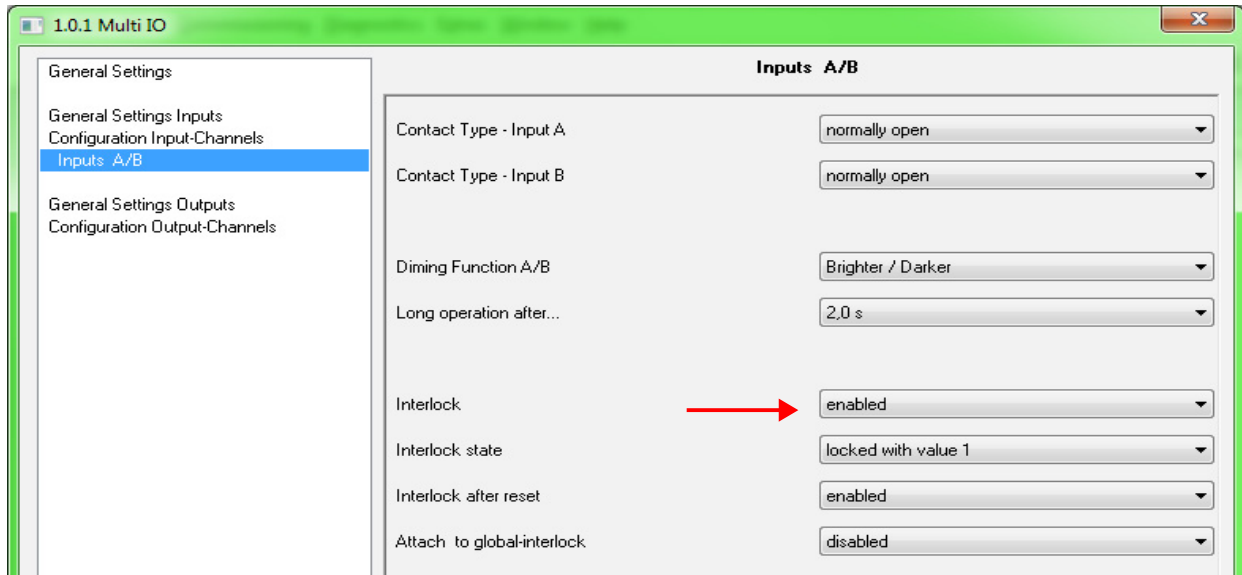 1.0.1 Multi IO
General Settings
General Settings Inputs
Configuration Input-Channels
Inputs A/B
General Settings Outputs
Configuration Output-Channels
Inputs A/B
Contact Type - Input A normally open
Contact Type - Input B normally open
Diming Function A/B Brighter / Darker
Long operation after... 2,0 s
Interlock enabled
Interlock state locked with value 1
Interlock after reset enabled
Attach to global-interlock disabled